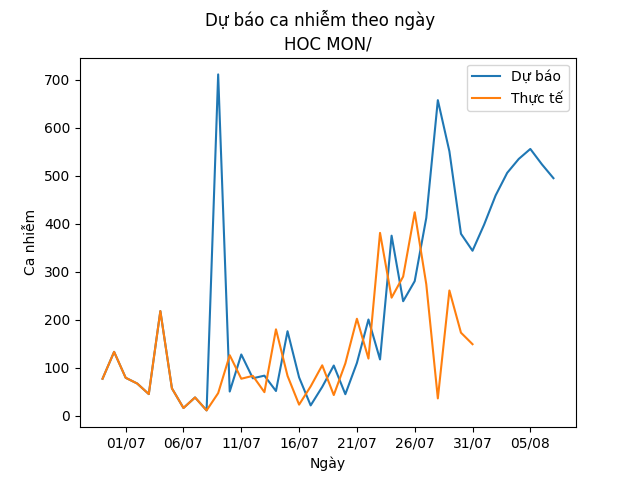 Dự báo ca nhiễm theo ngày
HOC MON/
Dự báo
Thực tế
Ca nhiễm
700
600
500
400
300
200
100
0
01/07 06/07 11/07 16/07 21/07 26/07 31/07 05/08
Ngày